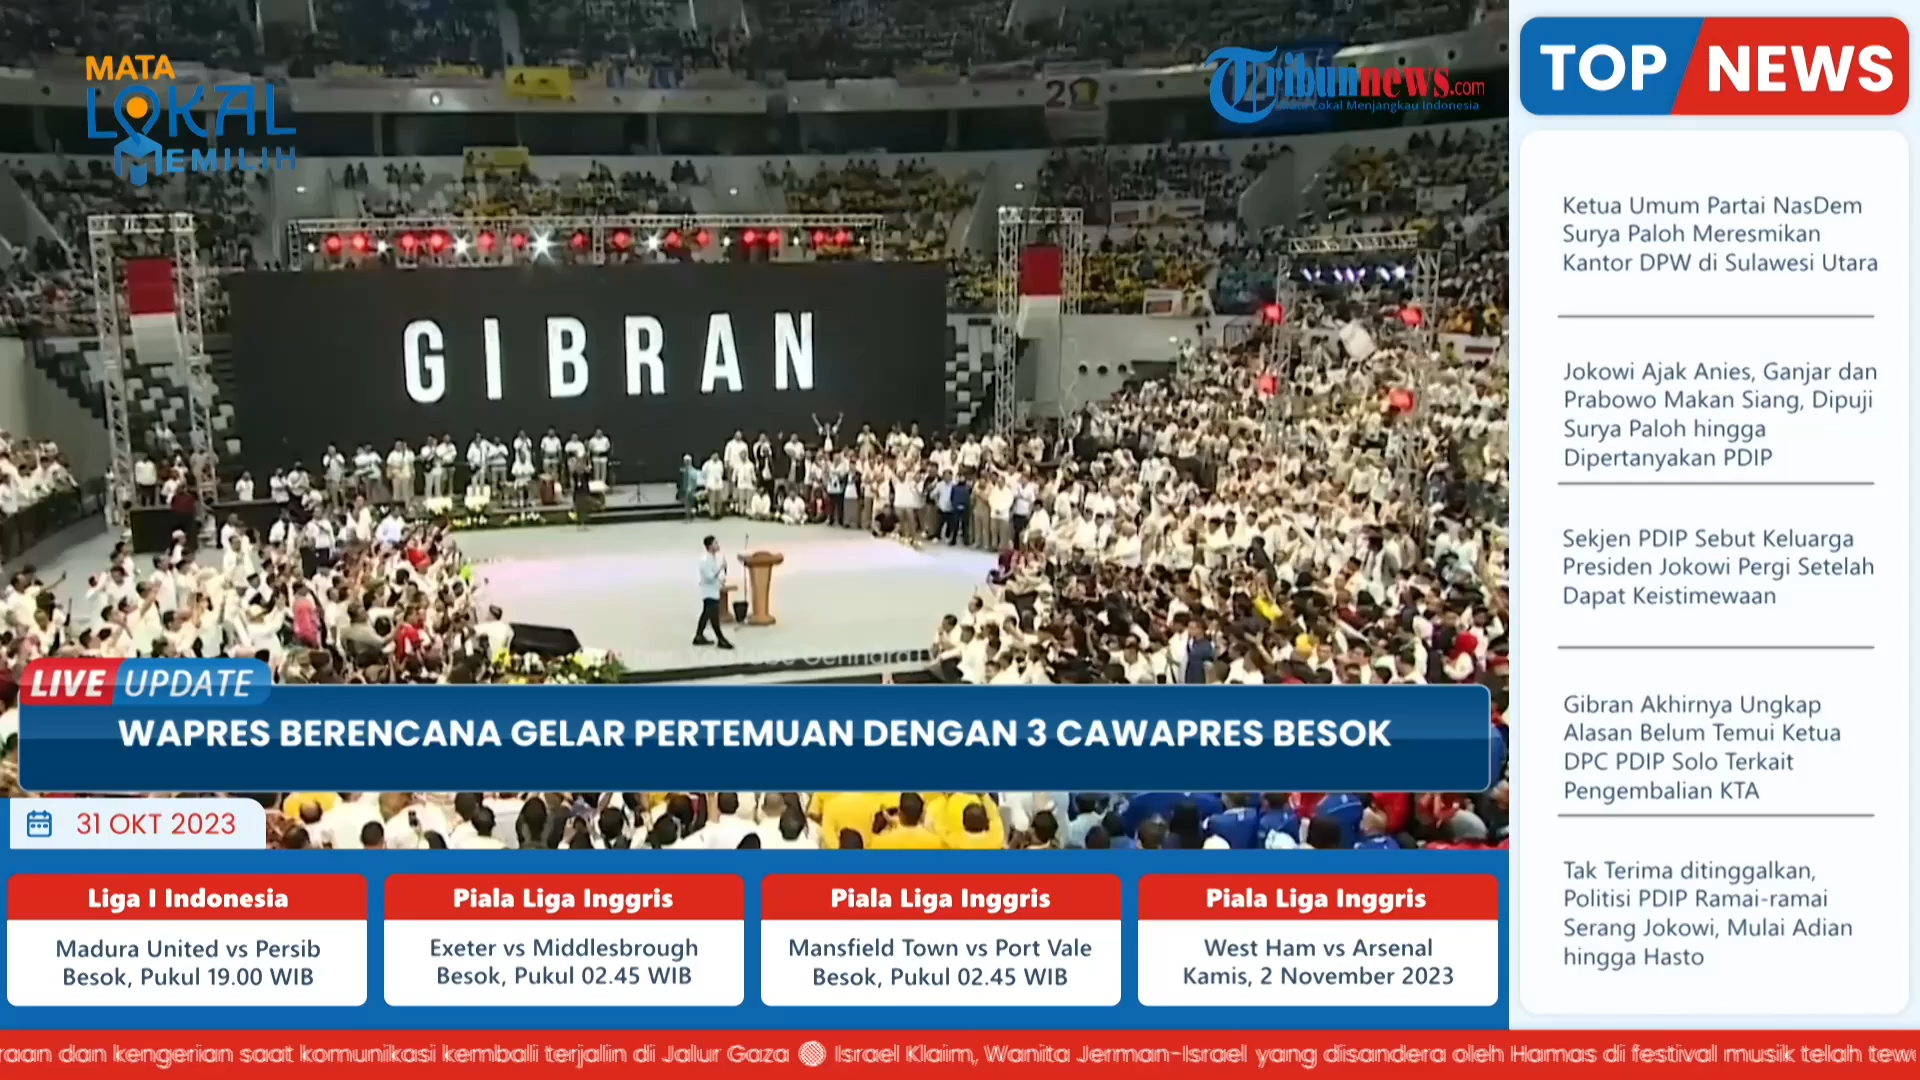 MATA
LOKAL
MEMILIH
Tribunnews.com
Mata Lokal Menjangkau Indonesia
4
GIBRAN
LIVE UPDATE
WAPRES BERENCANA GELAR PERTEMUAN DENGAN 3 CAWAPRES BESOK
31 OKT 2023
Liga I Indonesia
Madura United vs Persib
Besok, Pukul 19.00 WIB
Piala Liga Inggris
Exeter vs Middlesbrough
Besok, Pukul 02.45 WIB
Piala Liga Inggris
Mansfield Town vs Port Vale
Besok, Pukul 02.45 WIB
Piala Liga Inggris
West Ham vs Arsenal
Kamis, 2 November 2023
TOP NEWS
Ketua Umum Partai NasDem
Surya Paloh Meresmikan
Kantor DPW di Sulawesi Utara
Jokowi Ajak Anies, Ganjar dan
Prabowo Makan Siang, Dipuji
Surya Paloh hingga
Dipertanyakan PDIP
Sekjen PDIP Sebut Keluarga
Presiden Jokowi Pergi Setelah
Dapat Keistimewaan
Gibran Akhirnya Ungkap
Alasan Belum Temui Ketua
DPC PDIP Solo Terkait
Pengembalian KTA
Tak Terima ditinggalkan,
Politisi PDIP Ramai-ramai
Serang Jokowi, Mulai Adian
hingga Hasto
raan dan kengerian saat komunikasi kembali terjalin di Jalur Gaza Israel Klaim, Wanita Jerman-Israel yang disandera oleh Hamas di festival musik telah tew